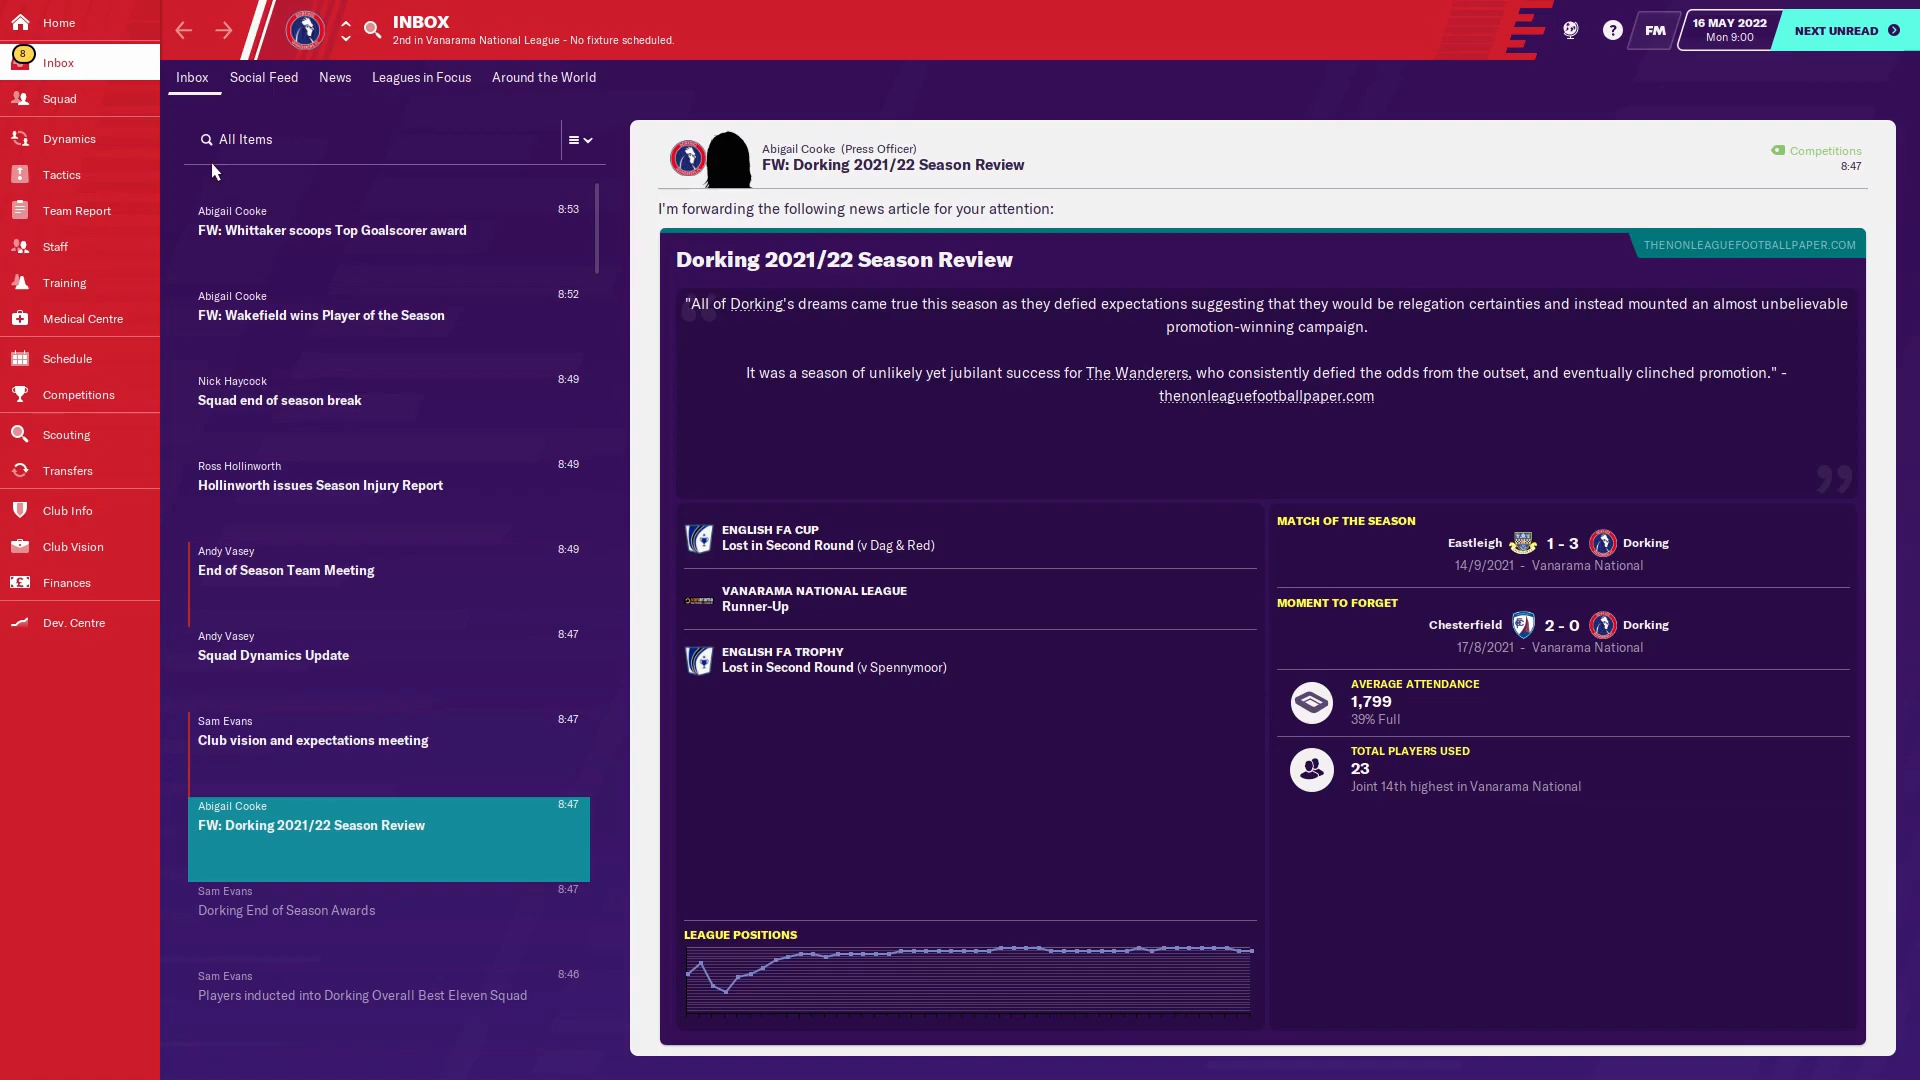 Home
8
Inbox
Squad
Dynamics
Tactics
Team Report
Staff
Training
Medical Centre
Schedule
Competitions
Scouting
Transfers
Club Info
Club Vision
Finances
Dev. Centre
INBOX
2nd in Vanarama National League - No fixture scheduled.
?
FM
16 MAY 2022
Mon 9:00
NEXT UNREAD
Inbox
Social Feed
News
Leagues in Focus
Around the World
All Items
Abigail Cooke 8:53
FW: Whittaker scoops Top Goalscorer award
Abigail Cooke 8:52
FW: Wakefield wins Player of the Season
Nick Haycock 8:49
Squad end of season break
Ross Hollinworth 8:49
Hollinworth issues Season Injury Report
Andy Vasey 8:49
End of Season Team Meeting
Andy Vasey 8:47
Squad Dynamics Update
Sam Evans 8:47
Club vision and expectations meeting
Abigail Cooke 8:47
FW: Dorking 2021/22 Season Review
Sam Evans 8:47
Dorking End of Season Awards
Sam Evans 8:46
Players inducted into Dorking Overall Best Eleven Squad
Abigail Cooke (Press Officer)
FW: Dorking 2021/22 Season Review
Competitions
8:47
I'm forwarding the following news article for your attention:
THENONLEAGUEFOOTBALLPAPER.COM
Dorking 2021/22 Season Review
"All of Dorking's dreams came true this season as they defied expectations suggesting that they would be relegation certainties and instead mounted an almost unbelievable
promotion-winning campaign.
It was a season of unlikely yet jubilant success for The Wanderers, who consistently defied the odds from the outset, and eventually clinched promotion." -
thenonleaguefootballpaper.com
ENGLISH FA CUP
Lost in Second Round (v Dag & Red)
VANARAMA NATIONAL LEAGUE
Runner-Up
ENGLISH FA TROPHY
Lost in Second Round (v Spennymoor)
LEAGUE POSITIONS
MATCH OF THE SEASON
Eastleigh 1 - 3 Dorking
14/9/2021 - Vanarama National
MOMENT TO FORGET
Chesterfield 2 - 0 Dorking
17/8/2021 - Vanarama National
AVERAGE ATTENDANCE
1,799
39% Full
TOTAL PLAYERS USED
23
Joint 14th highest in Vanarama National